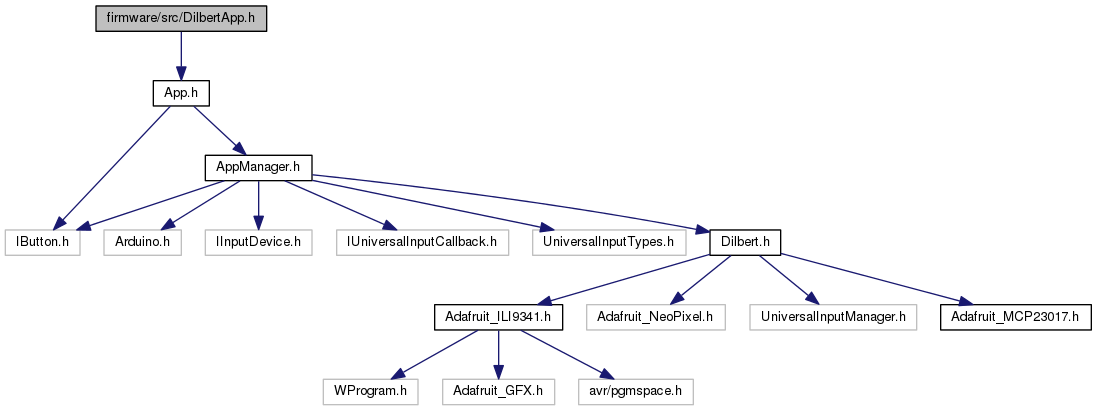 firmware/src/DilbertApp.h
App.h
AppManager.h
IButton.h
Arduino.h
IInputDevice.h
IUniversalInputCallback.h
UniversalInputTypes.h
Dilbert.h
Adafruit_ILI9341.h
Adafruit_NeoPixel.h
UniversalInputManager.h
Adafruit_MCP23017.h
WProgram.h
Adafruit_GFX.h
avr/pgmspace.h